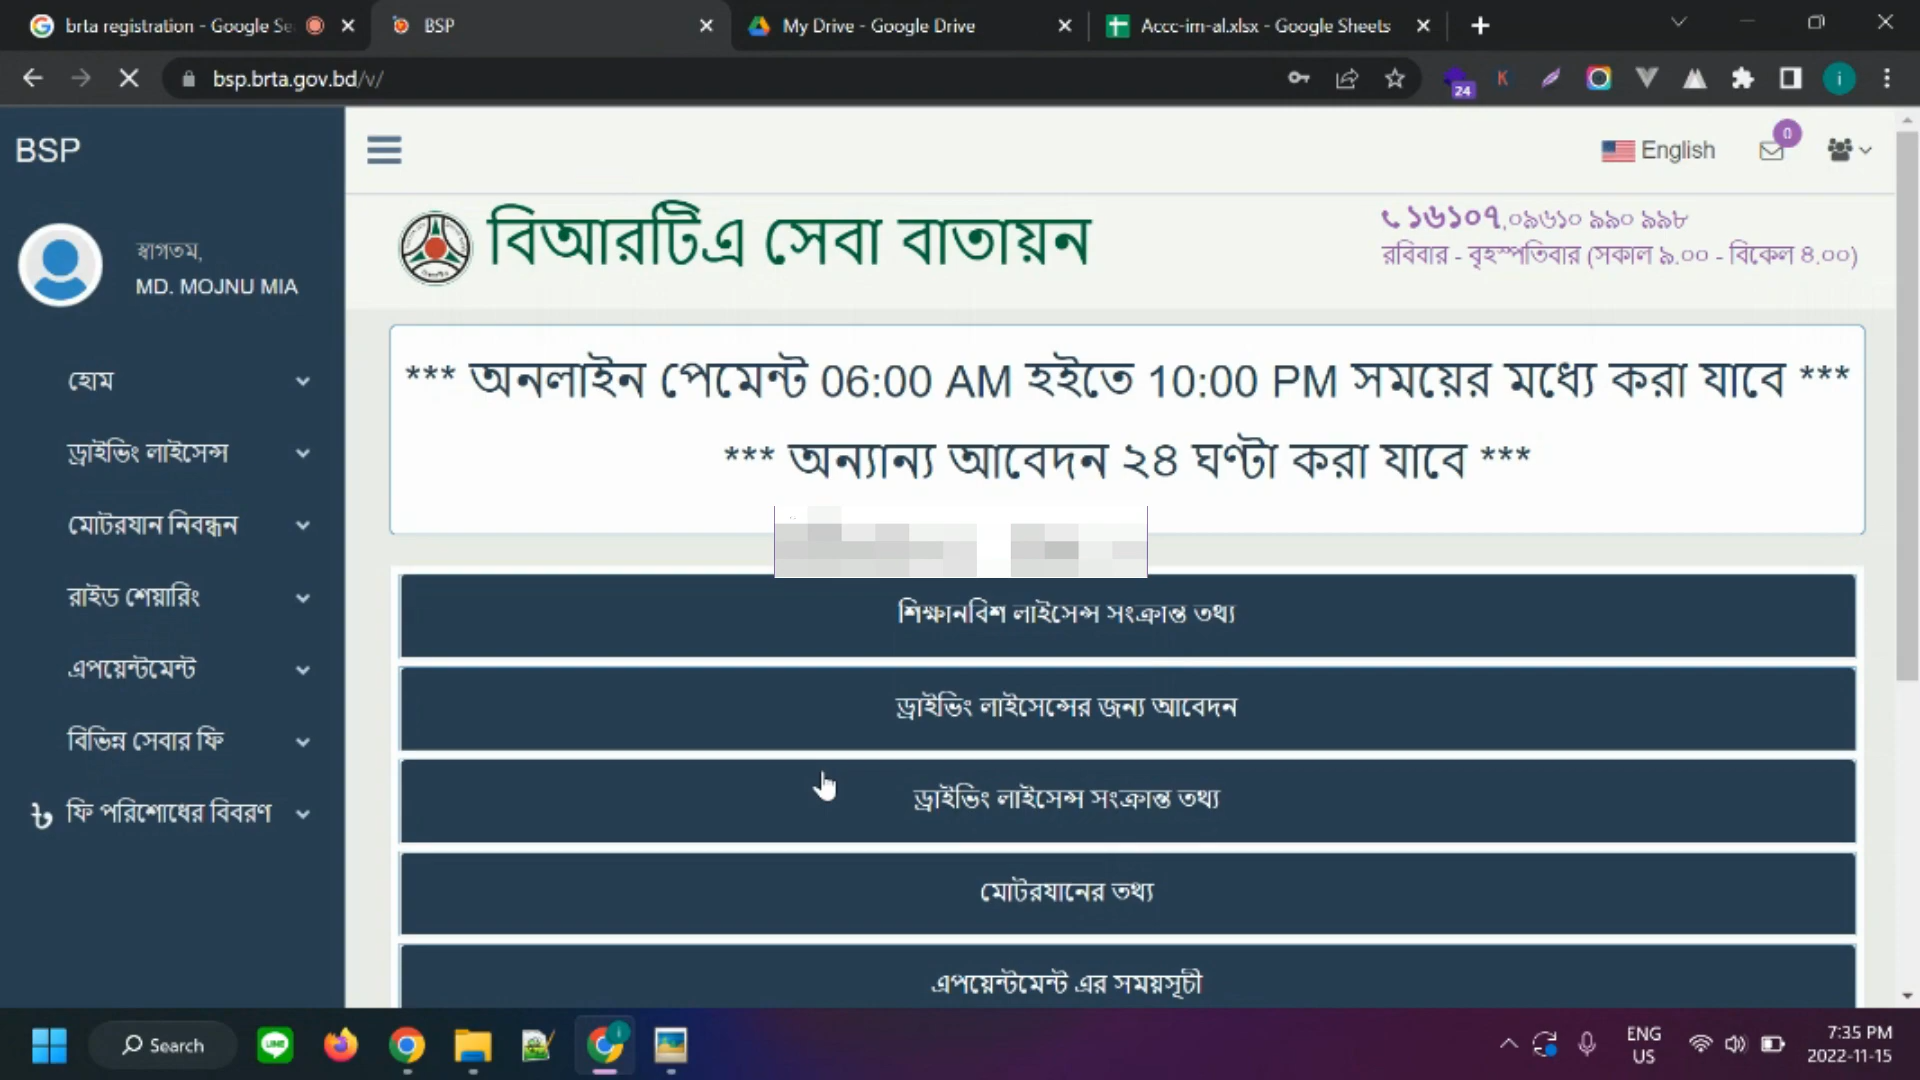 brta registration - Google Se
BSP
My Drive - Google Drive
Accc-im-al.xlsx - Google Sheets
bsp.brta.gov.bd/v/
24
K
i
BSP
English
0
বিআরটিএ সেবা বাতায়ন
১৬১০৭,০৯৬১০ ৯৯০ ৯৯৮
রবিবার - বৃহস্পতিবার (সকাল ৯.০০ - বিকেল ৪.০০)
স্বাগতম,
MD. MOJNU MIA
হোম
ড্রাইভিং লাইসেন্স
মোটরযান নিবন্ধন
রাইড শেয়ারিং
এপয়েন্টমেন্ট
বিভিন্ন সেবার ফি
৳ ফি পরিশোধের বিবরণ
*** অনলাইন পেমেন্ট 06:00 AM হইতে 10:00 PM সময়ের মধ্যে করা যাবে ***
*** অন্যান্য আবেদন ২৪ ঘণ্টা করা যাবে ***
শিক্ষানবিশ লাইসেন্স সংক্রান্ত তথ্য
ড্রাইভিং লাইসেন্সের জন্য আবেদন
ড্রাইভিং লাইসেন্স সংক্রান্ত তথ্য
মোটরযানের তথ্য
এপয়েন্টমেন্ট এর সময়সূচী
Search
ENG
US
7:35 PM
2022-11-15